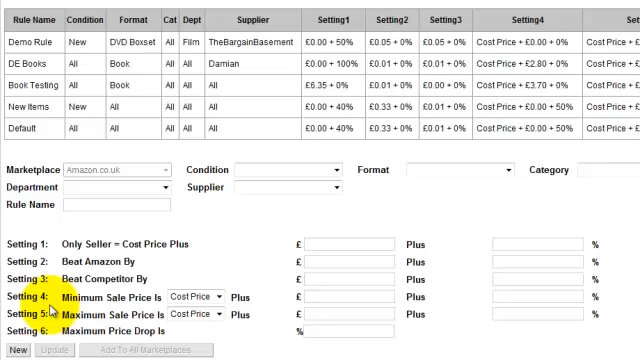 Rule Name Condition Format Cat Dept Supplier Setting1 Setting2 Setting3 Setting4 Set
Demo Rule New DVD Boxset All Film TheBargainBasement £0.00 + 50% £0.05 + 0% £0.05 + 0% Cost Price + £0.00 + 0% Cost Price + £
DE Books All Book All All Damian £0.00 + 100% £0.01 + 0% £0.01 + 0% Cost Price + £2.80 + 0% Cost Price + £
Book Testing All Book All All All £6.35 + 0% £0.01 + 0% £0.01 + 0% Cost Price + £3.70 + 0% Cost Price + £
New Items New All All All All £0.00 + 40% £0.33 + 0% £0.01 + 0% Cost Price + £0.00 + 50% Cost Price + £
Default All All All All All £0.00 + 40% £0.33 + 0% £0.01 + 0% Cost Price + £0.00 + 50% Cost Price + £
Marketplace Amazon.co.uk Condition Format Category
Department Supplier
Rule Name
Setting 1: Only Seller = Cost Price Plus £ Plus %
Setting 2: Beat Amazon By £ Plus %
Setting 3: Beat Competitor By £ Plus %
Setting 4: Minimum Sale Price Is Cost Price Plus £ Plus %
Setting 5: Maximum Sale Price Is Cost Price Plus £ Plus %
Setting 6: Maximum Price Drop Is %
New Update Add To All Marketplaces